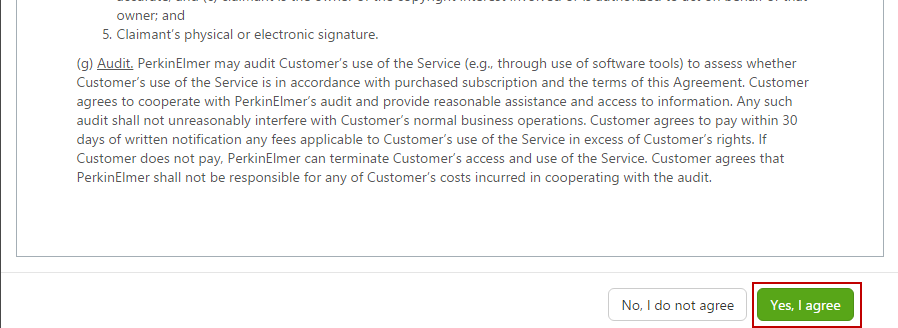 owner; and
5. Claimant's physical or electronic signature.
(g) Audit. PerkinElmer may audit Customer's use of the Service (e.g., through use of software tools) to assess whether
Customer's use of the Service is in accordance with purchased subscription and the terms of this Agreement. Customer
agrees to cooperate with PerkinElmer's audit and provide reasonable assistance and access to information. Any such
audit shall not unreasonably interfere with Customer's normal business operations. Customer agrees to pay within 30
days of written notification any fees applicable to Customer's use of the Service in excess of Customer's rights. If
Customer does not pay, PerkinElmer can terminate Customer's access and use of the Service. Customer agrees that
PerkinElmer shall not be responsible for any of Customer's costs incurred in cooperating with the audit.
No, I do not agree
Yes, I agree